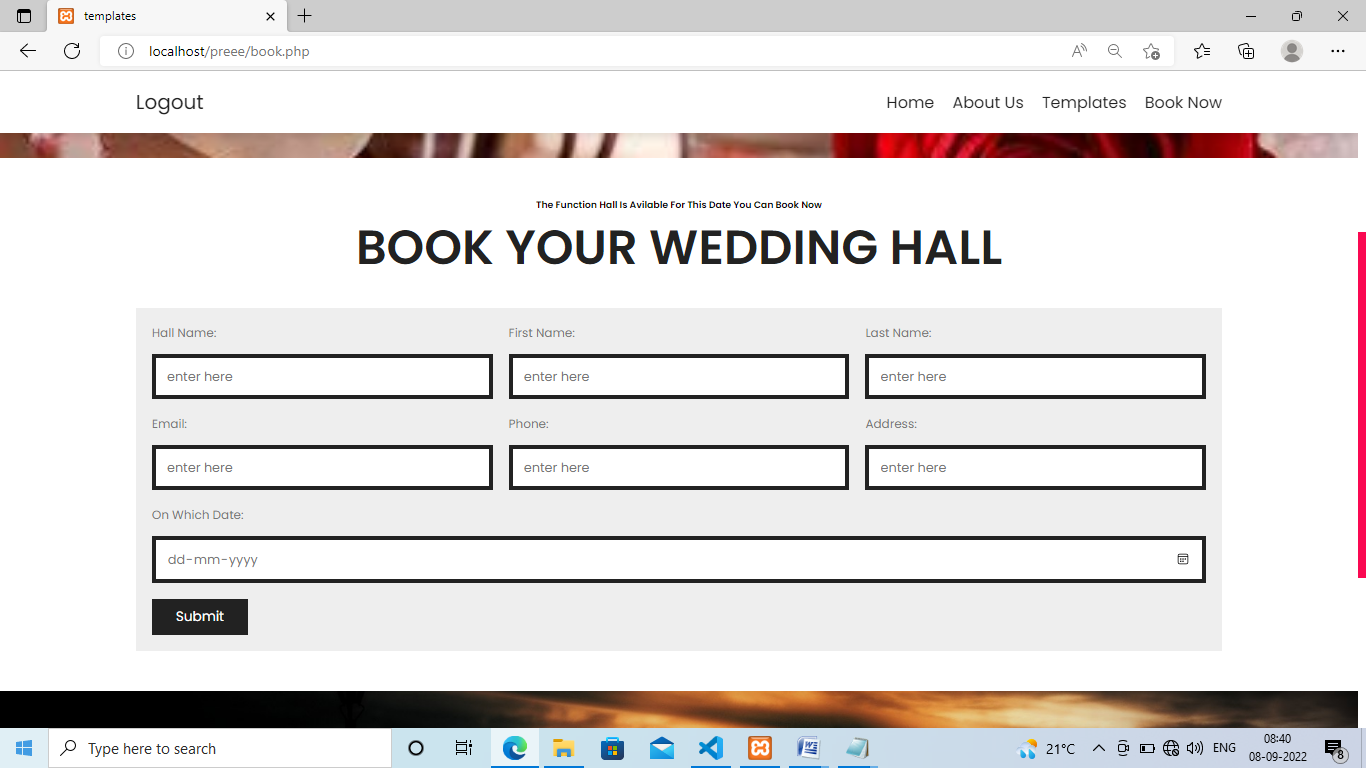 templates
localhost/preee/book.php
Logout
Home About Us Templates Book Now
The Function Hall Is Avilable For This Date You Can Book Now
BOOK YOUR WEDDING HALL
Hall Name: First Name: Last Name:
enter here enter here enter here
Email: Phone: Address:
enter here enter here enter here
On Which Date:
dd-mm-yyyy
Submit
Type here to search
21°C
ENG
08:40
08-09-2022
8